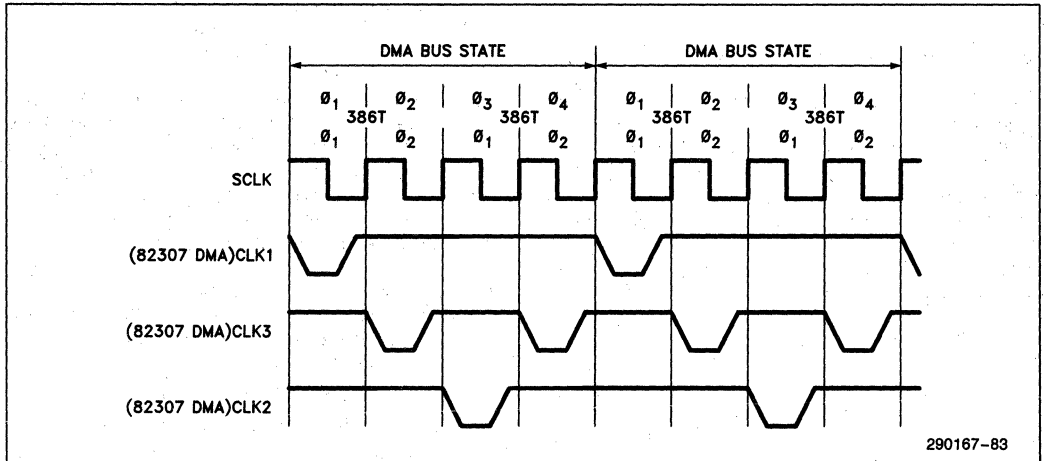 DMA BUS STATE DMA BUS STATE
Ø1 Ø2 Ø3 Ø4 Ø1 Ø2 Ø3 Ø4
386T 386T 386T 386T
Ø1 Ø2 Ø1 Ø2 Ø1 Ø2 Ø1 Ø2
SCLK
(82307 DMA)CLK1
(82307 DMA)CLK3
(82307 DMA)CLK2
290167-83